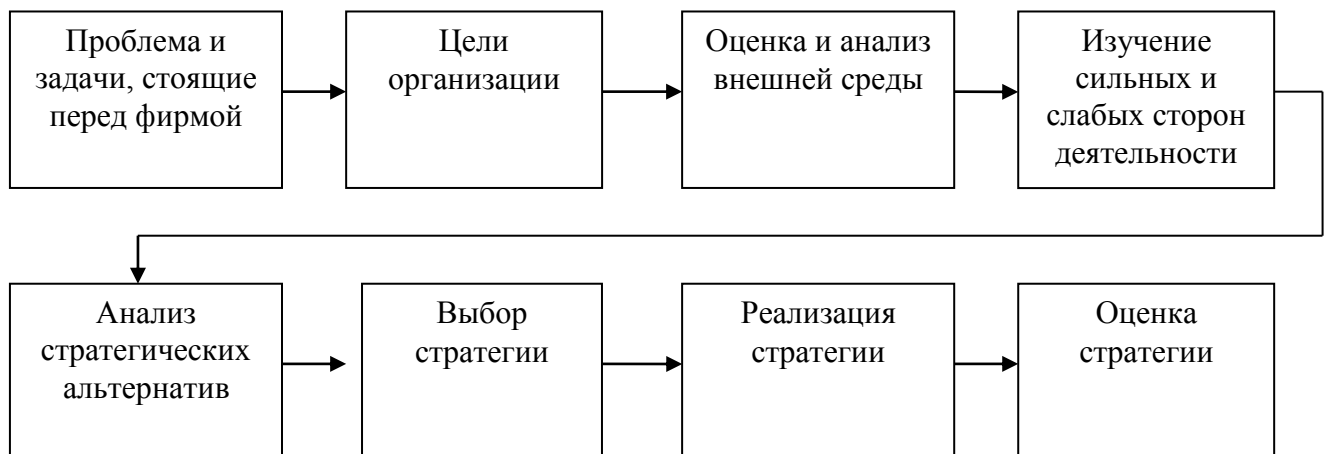 Проблема и
задачи, стоящие
перед фирмой
Цели
организации
Оценка и анализ
внешней среды
Изучение
сильных и
слабых сторон
деятельности
Анализ
стратегических
альтернатив
Выбор
стратегии
Реализация
стратегии
Оценка
стратегии